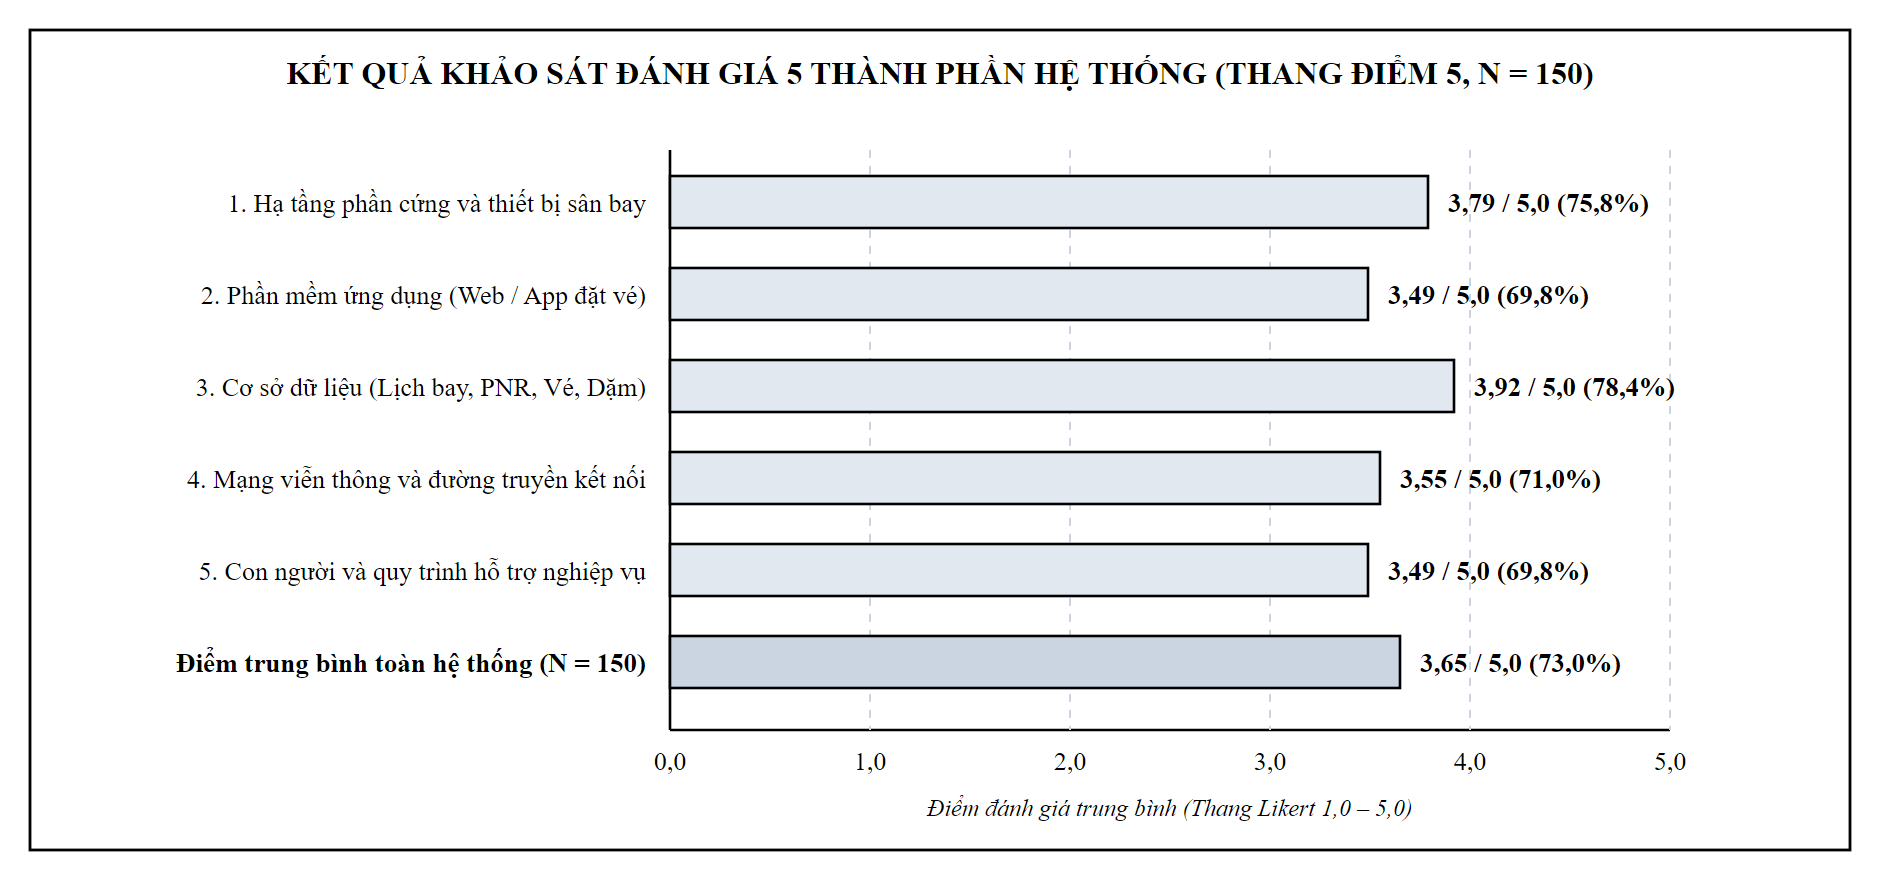 KẾT QUẢ KHẢO SÁT ĐÁNH GIÁ 5 THÀNH PHẦN HỆ THỐNG (THANG ĐIỂM 5, N = 150)
1. Hạ tầng phần cứng và thiết bị sân bay
3,79 / 5,0 (75,8%)
2. Phần mềm ứng dụng (Web / App đặt vé)
3,49 / 5,0 (69,8%)
3. Cơ sở dữ liệu (Lịch bay, PNR, Vé, Dặm)
3,92 / 5,0 (78,4%)
4. Mạng viễn thông và đường truyền kết nối
3,55 / 5,0 (71,0%)
5. Con người và quy trình hỗ trợ nghiệp vụ
3,49 / 5,0 (69,8%)
Điểm trung bình toàn hệ thống (N = 150)
3,65 / 5,0 (73,0%)
0,0 1,0 2,0 3,0 4,0 5,0
Điểm đánh giá trung bình (Thang Likert 1,0 – 5,0)